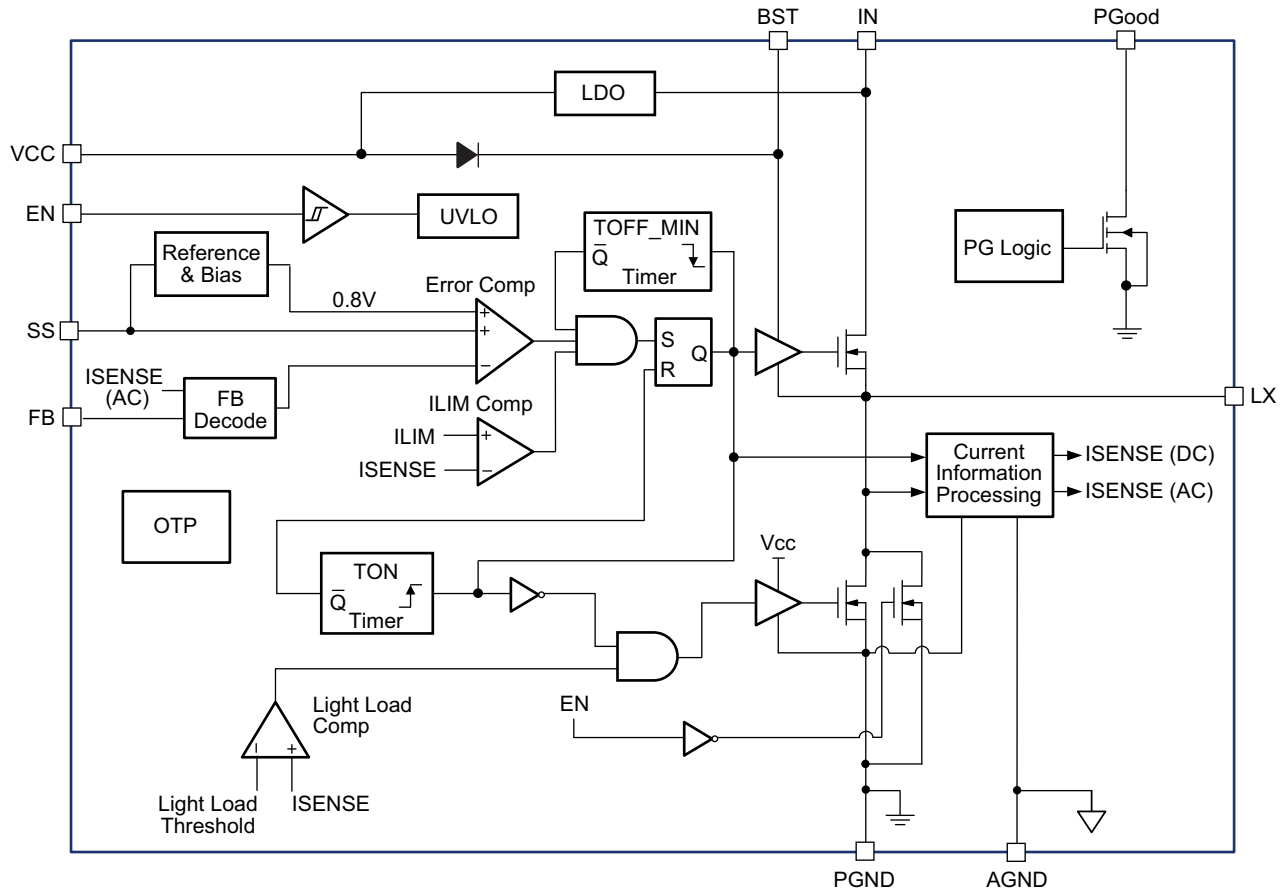 BST
IN
PGood
LDO
VCC
EN
UVLO
TOFF_MIN
Q
Timer
PG Logic
Reference
& Bias
Error Comp
0.8V
+
+
−
SS
S
R
Q
ISENSE
(AC)
FB
Decode
FB
ILIM Comp
ILIM
+
ISENSE
−
LX
Current
Information
Processing
ISENSE (DC)
ISENSE (AC)
OTP
Vcc
TON
Q
Timer
Light Load
Comp
EN
−
+
Light Load
Threshold
ISENSE
PGND
AGND